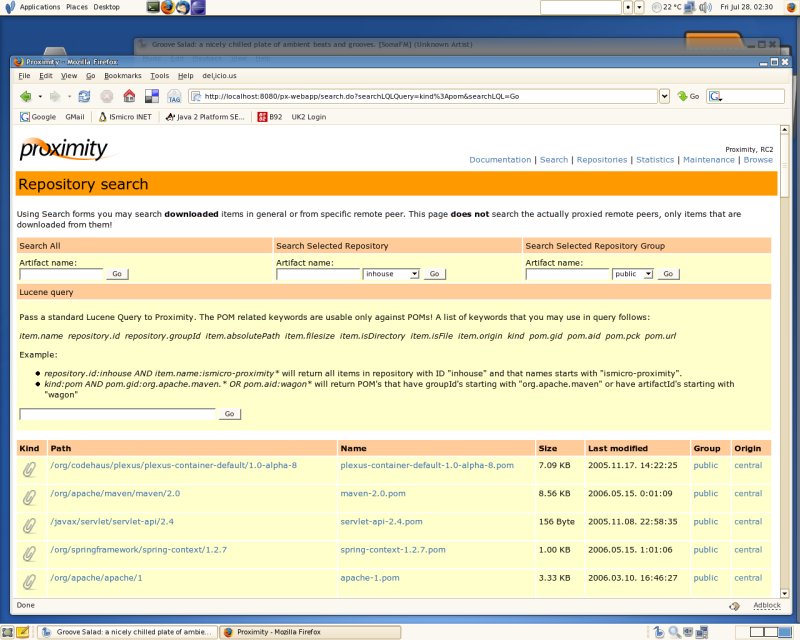 Applications Places Desktop
22 °C
Fri Jul 28, 02:30
Groove Salad: a nicely chilled plate of ambient beats and grooves. [SomaFM] (Unknown Artist)
Proximity - Mozilla Firefox
File Edit View Go Bookmarks Tools Help del.icio.us
TAG
http://localhost:8080/px-webapp/search.do?searchLQLQuery=kind%3Apom&searchLQL=Go
Go
Google GMail ISmicro INET Java 2 Platform SE... B92 UK2 Login
proximity
Proximity, RC2
Documentation | Search | Repositories | Statistics | Maintenance | Browse
Repository search
Using Search forms you may search downloaded items in general or from specific remote peer. This page does not search the actually proxied remote peers, only items that are
downloaded from them!
Search All Search Selected Repository Search Selected Repository Group
Artifact name: Artifact name: Artifact name:
Go inhouse Go public Go
Lucene query
Pass a standard Lucene Query to Proximity. The POM related keywords are usable only against POMs! A list of keywords that you may use in query follows:
item.name repository.id repository.groupId item.absolutePath item.filesize item.isDirectory item.isFile item.origin kind pom.gid pom.aid pom.pck pom.url
Example:
repository.id:inhouse AND item.name:ismicro-proximity* will return all items in repository with ID "inhouse" and that names starts with "ismicro-proximity".
kind:pom AND pom.gid:org.apache.maven.* OR pom.aid:wagon* will return POM's that have groupId's starting with "org.apache.maven" or have artifactId's starting with
"wagon"
Go
Kind Path Name Size Last modified Group Origin
/org/codehaus/plexus/plexus-container-default/1.0-alpha-8 plexus-container-default-1.0-alpha-8.pom 7.09 KB 2005.11.17. 14:22:25 public central
/org/apache/maven/maven/2.0 maven-2.0.pom 8.56 KB 2006.05.15. 0:01:09 public central
/javax/servlet/servlet-api/2.4 servlet-api-2.4.pom 156 Byte 2005.11.08. 22:58:35 public central
/org/springframework/spring-context/1.2.7 spring-context-1.2.7.pom 1.00 KB 2006.05.15. 1:01:06 public central
/org/apache/apache/1 apache-1.pom 3.33 KB 2006.03.10. 16:46:27 public central
Done
Adblock
Groove Salad: a nicely chilled plate of ambie... Proximity - Mozilla Firefox